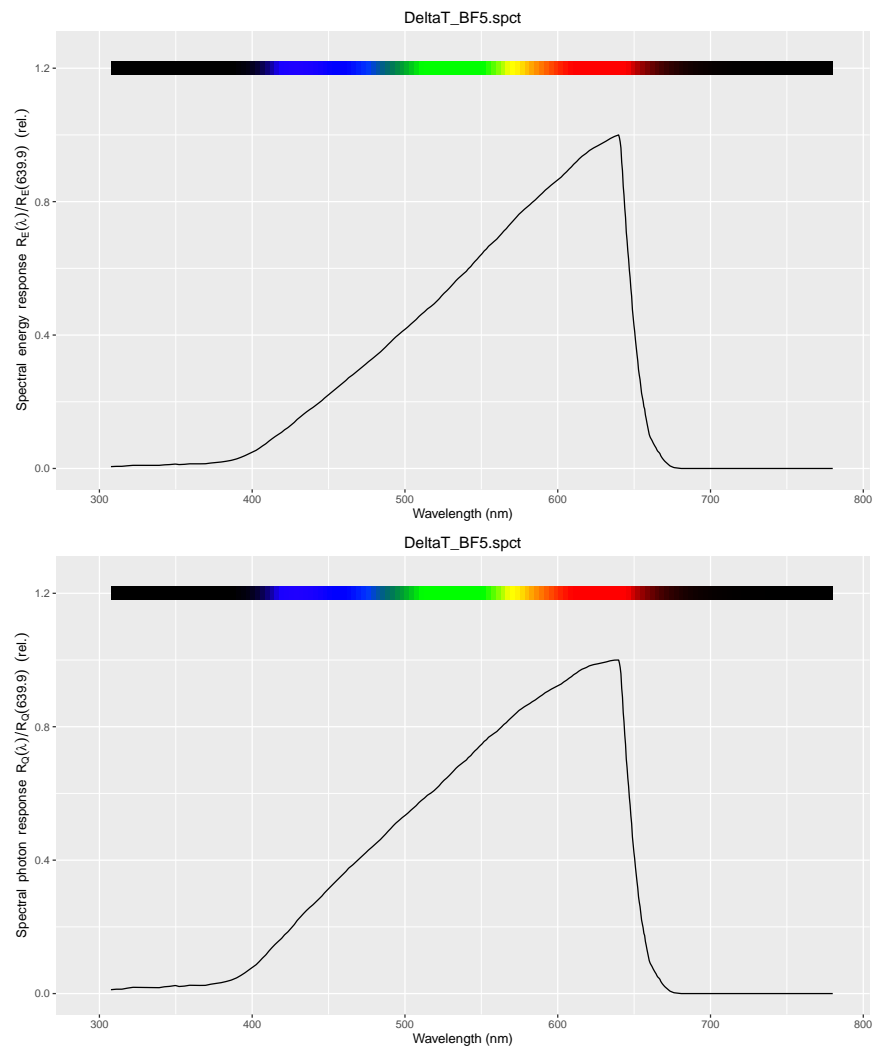 DeltaT_BF5.spct
1.2
0.8
0.4
0.0
Spectral energy response R_E(λ)/R_E(639.9) (rel.)
300 400 500 600 700 800
Wavelength (nm)
DeltaT_BF5.spct
1.2
0.8
0.4
0.0
Spectral photon response R_Q(λ)/R_Q(639.9) (rel.)
300 400 500 600 700 800
Wavelength (nm)